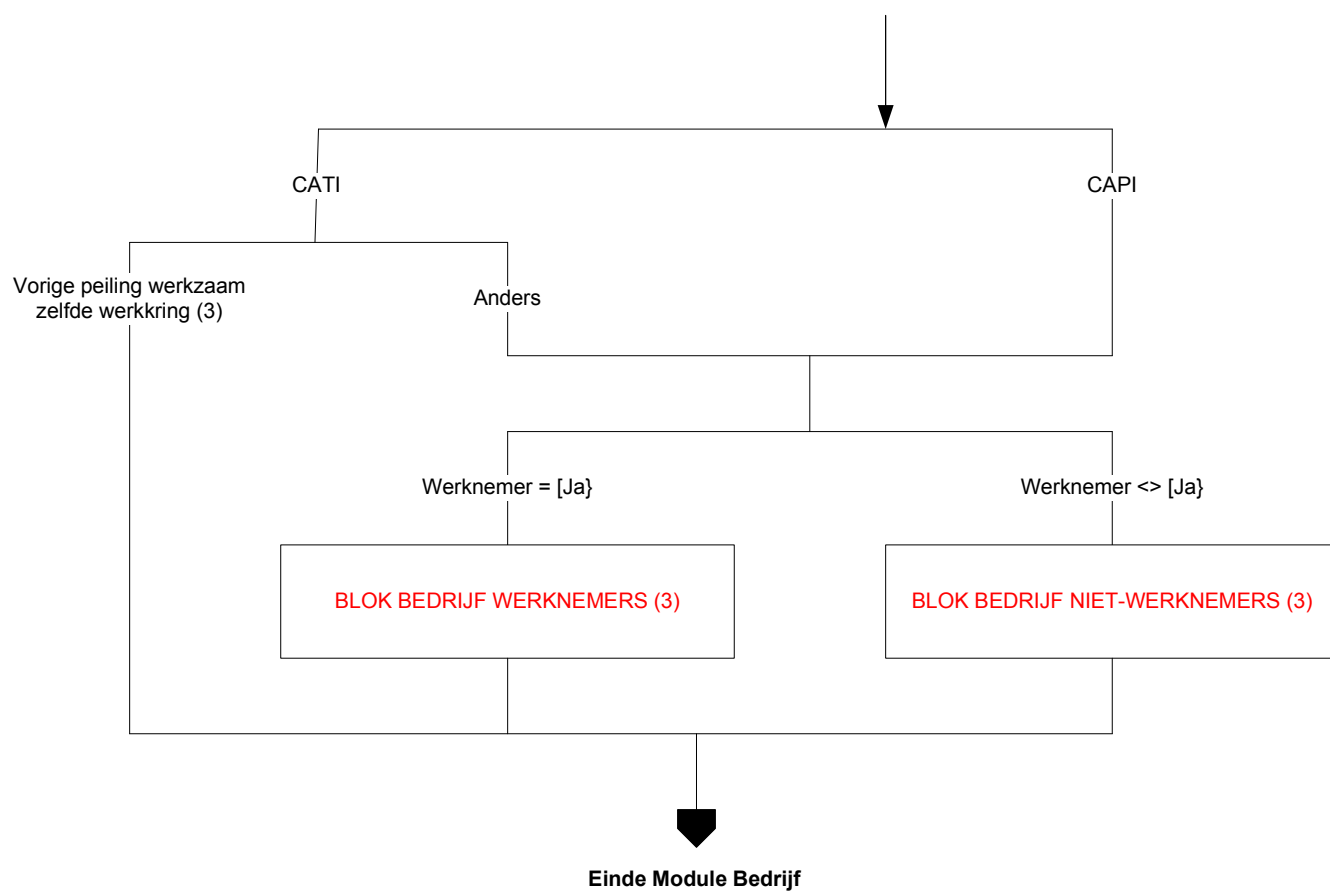 CATI
CAPI
Vorige peiling werkzaam
zelfde werkkring (3)
Anders
Werknemer = [Ja}
Werknemer <> [Ja}
BLOK BEDRIJF WERKNEMERS (3)
BLOK BEDRIJF NIET-WERKNEMERS (3)
Einde Module Bedrijf